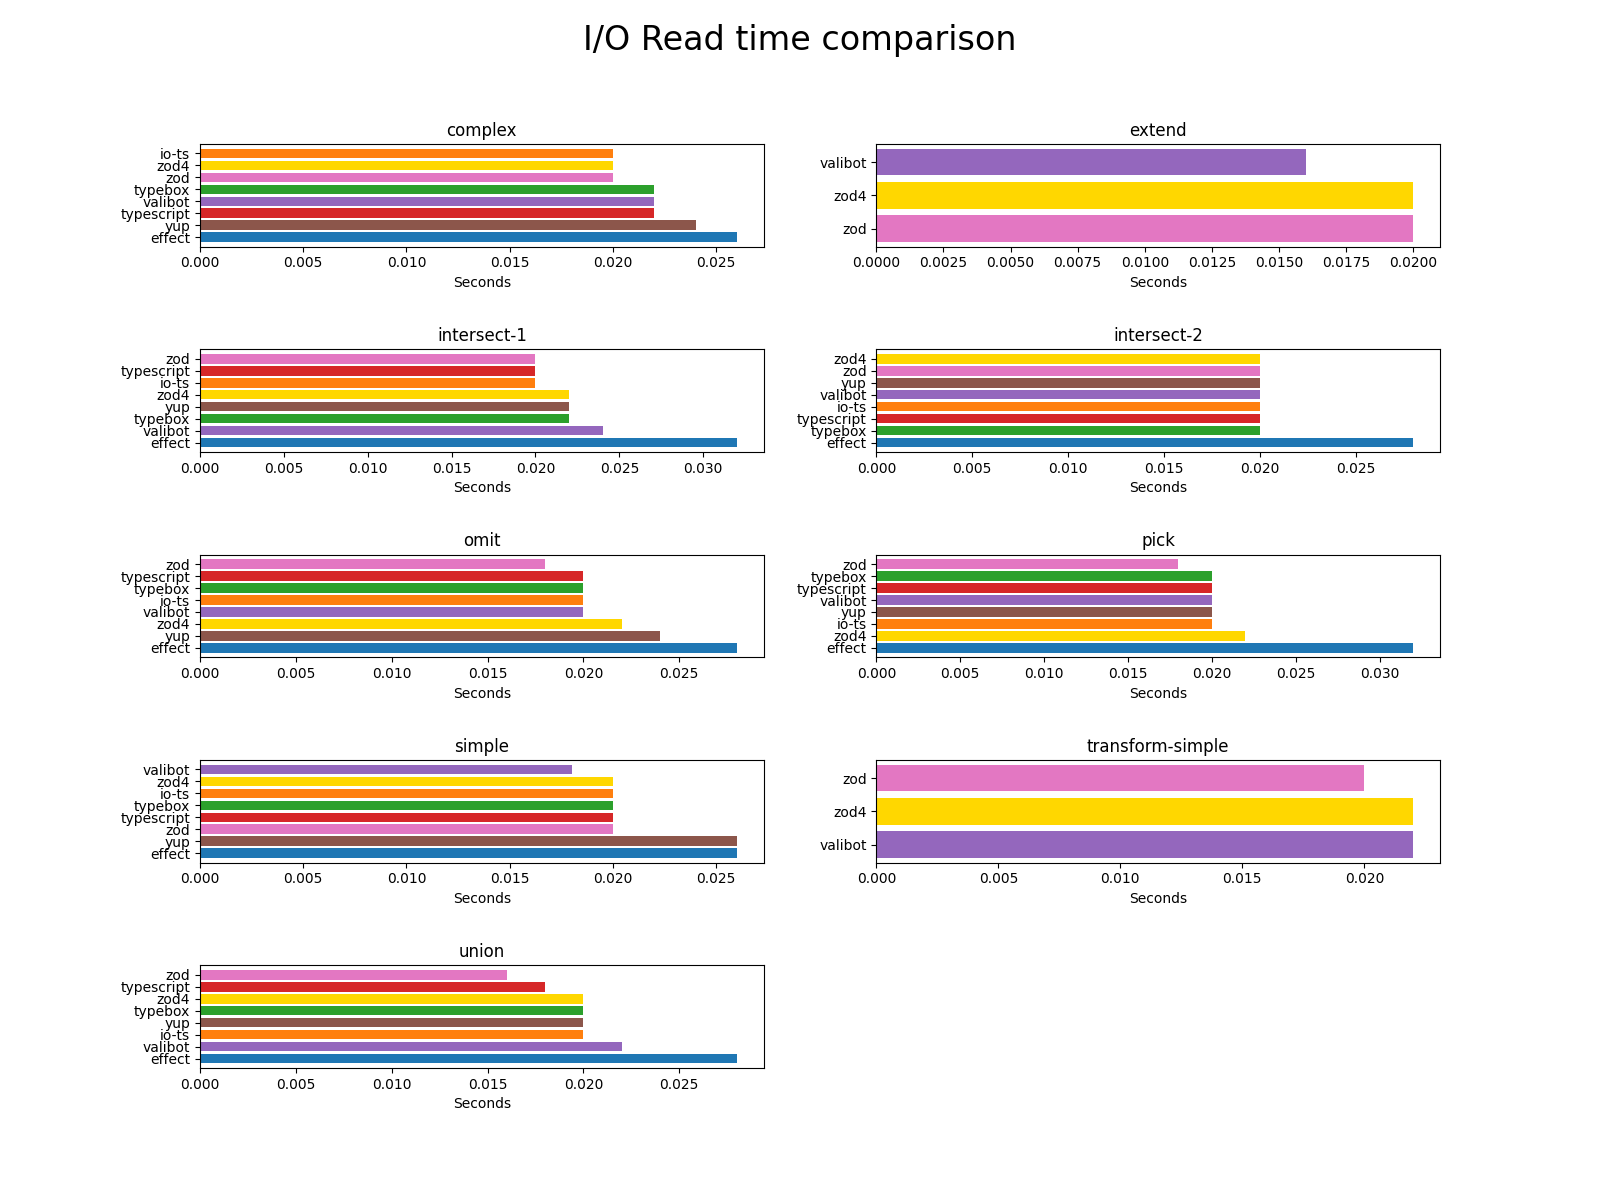 I/O Read time comparison
complex
io-ts
zod4
zod
typebox
valibot
typescript
yup
effect
0.000 0.005 0.010 0.015 0.020 0.025
Seconds
extend
valibot
zod4
zod
0.0000 0.0025 0.0050 0.0075 0.0100 0.0125 0.0150 0.0175 0.0200
Seconds
intersect-1
zod
typescript
io-ts
zod4
yup
typebox
valibot
effect
0.000 0.005 0.010 0.015 0.020 0.025 0.030
Seconds
intersect-2
zod4
zod
yup
valibot
io-ts
typescript
typebox
effect
0.000 0.005 0.010 0.015 0.020 0.025
Seconds
omit
zod
typescript
typebox
io-ts
valibot
zod4
yup
effect
0.000 0.005 0.010 0.015 0.020 0.025
Seconds
pick
zod
typebox
typescript
valibot
yup
io-ts
zod4
effect
0.000 0.005 0.010 0.015 0.020 0.025 0.030
Seconds
simple
valibot
zod4
io-ts
typebox
typescript
zod
yup
effect
0.000 0.005 0.010 0.015 0.020 0.025
Seconds
transform-simple
zod
zod4
valibot
0.000 0.005 0.010 0.015 0.020
Seconds
union
zod
typescript
zod4
typebox
yup
io-ts
valibot
effect
0.000 0.005 0.010 0.015 0.020 0.025
Seconds